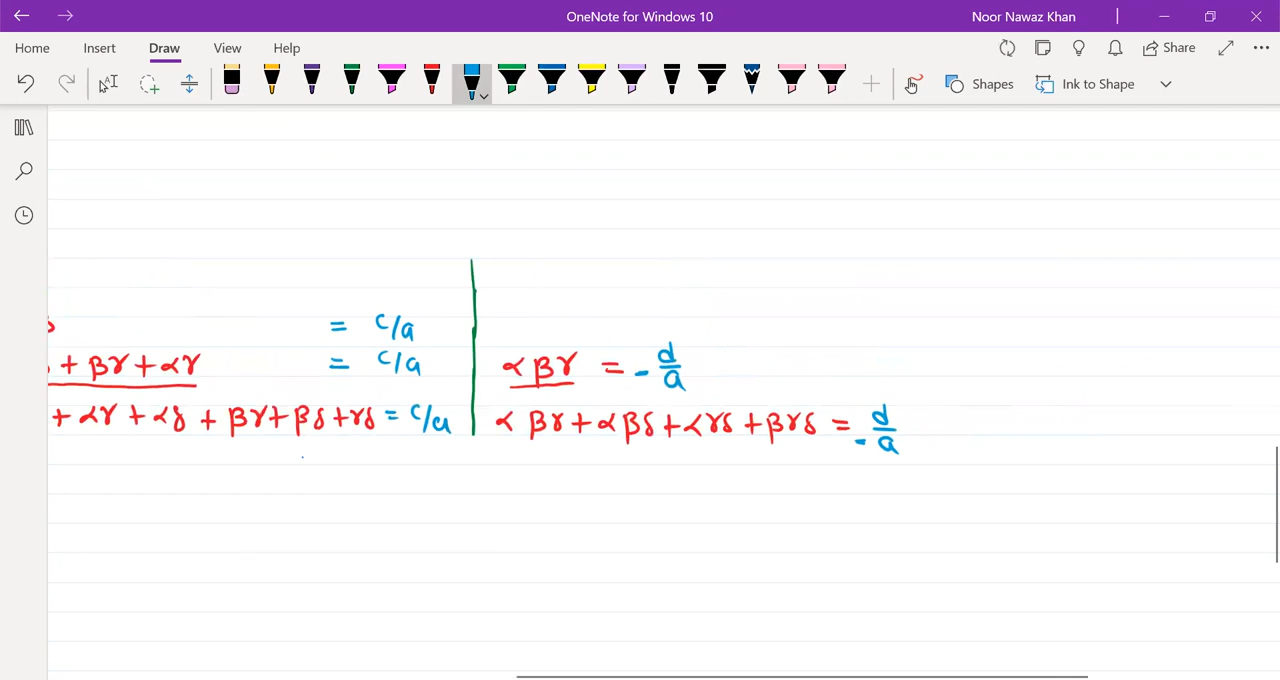 OneNote for Windows 10
Noor Nawaz Khan
Home Insert Draw View Help
Share
Shapes
Ink to Shape
= c/a
+ βγ + αγ = c/a
αβγ = - d/a
+ αγ + αδ + βγ + βδ + γδ = c/a
αβγ + αβδ + αγδ + βγδ = - d/a